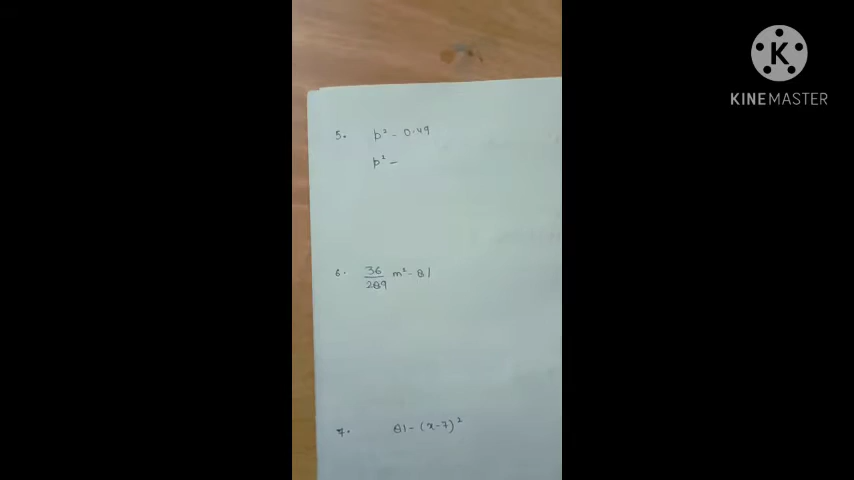 KINEMASTER
5. p² - 0.49
p² -
6. 36/289 m² - 81
7. 81 - (x-7)²